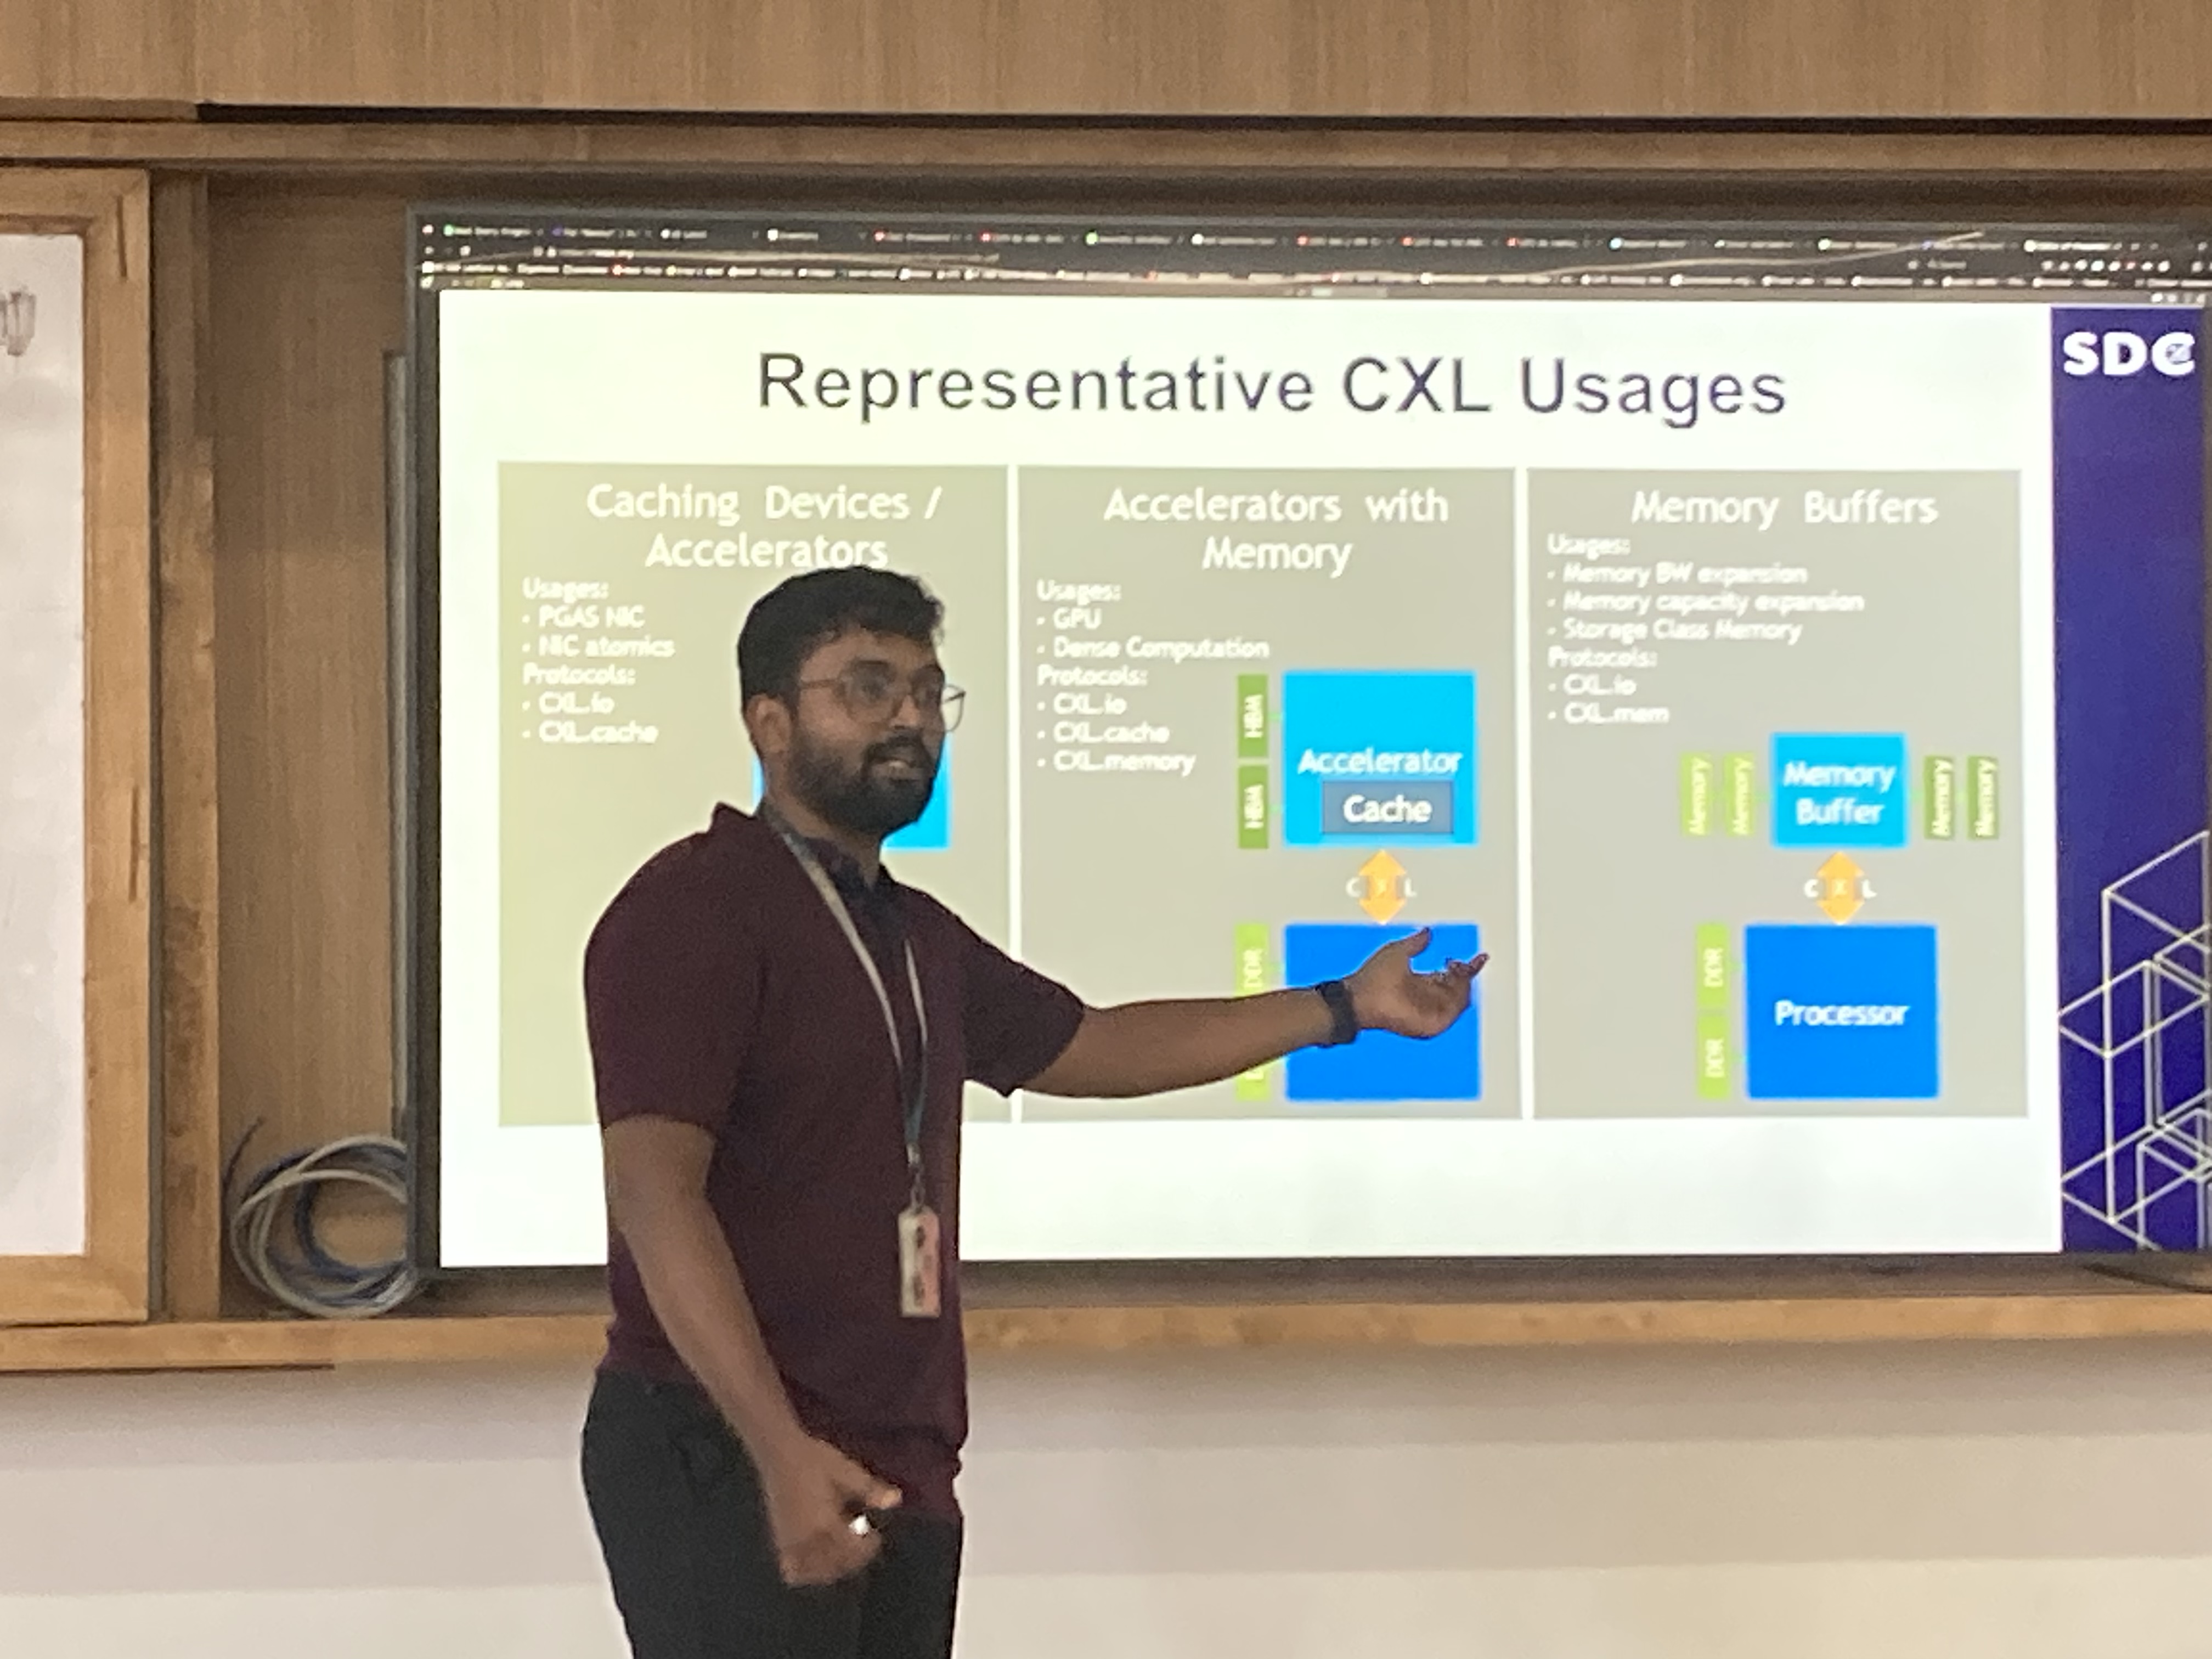 SDC
Representative CXL Usages
Caching Devices /
Accelerators
Usages:
• PGAS NIC
• NIC atomics
Protocols:
• CXL.io
• CXL.cache
Accelerators with
Memory
Usages:
• GPU
• Dense Computation
Protocols:
• CXL.io
• CXL.cache
• CXL.memory
HBM
HBM
Accelerator
Cache
CXL
DDR
Memory Buffers
Usages:
• Memory BW expansion
• Memory capacity expansion
• Storage Class Memory
Protocols:
• CXL.io
• CXL.mem
Memory
Memory
Memory
Buffer
Memory
Memory
CXL
DDR
DDR
Processor